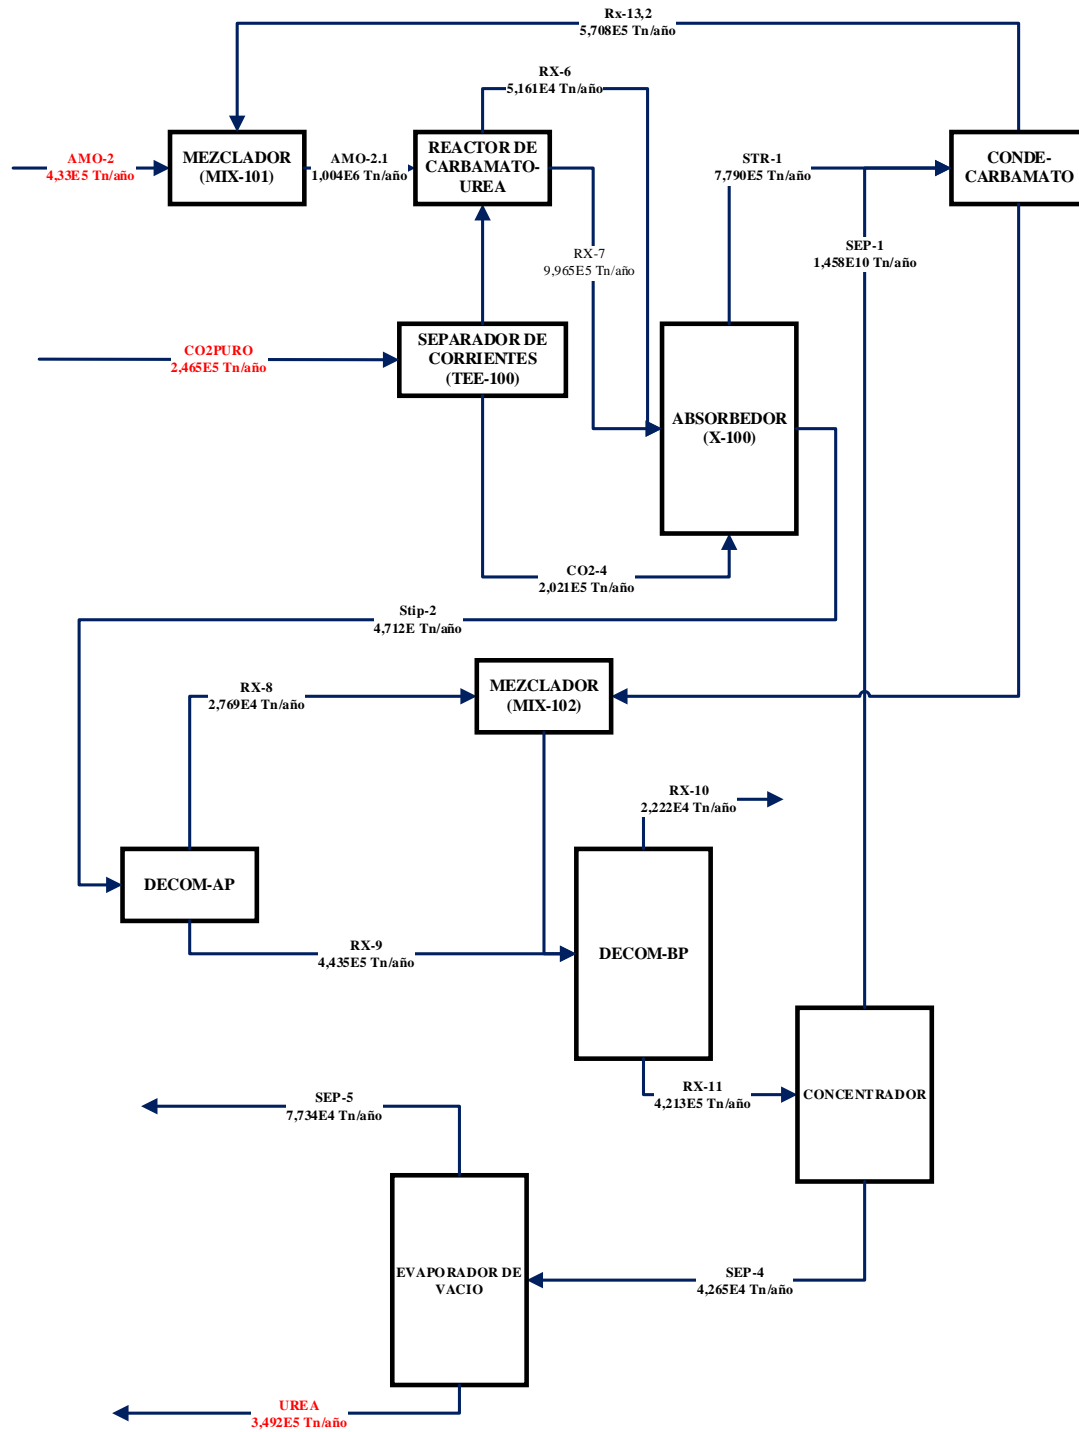 Rx-13,2
5,708E5 Tn/año
RX-6
5,161E4 Tn/año
AMO-2
4,33E5 Tn/año
MEZCLADOR
(MIX-101)
AMO-2.1
1,004E6 Tn/año
REACTOR DE
CARBAMATO-
UREA
STR-1
7,790E5 Tn/año
CONDE-
CARBAMATO
RX-7
9,965E5 Tn/año
SEP-1
1,458E10 Tn/año
CO2PURO
2,465E5 Tn/año
SEPARADOR DE
CORRIENTES
(TEE-100)
ABSORBEDOR
(X-100)
CO2-4
2,021E5 Tn/año
Stip-2
4,712E Tn/año
RX-8
2,769E4 Tn/año
MEZCLADOR
(MIX-102)
RX-10
2,222E4 Tn/año
DECOM-AP
RX-9
4,435E5 Tn/año
DECOM-BP
RX-11
4,213E5 Tn/año
CONCENTRADOR
SEP-5
7,734E4 Tn/año
EVAPORADOR DE
VACIO
SEP-4
4,265E4 Tn/año
UREA
3,492E5 Tn/año